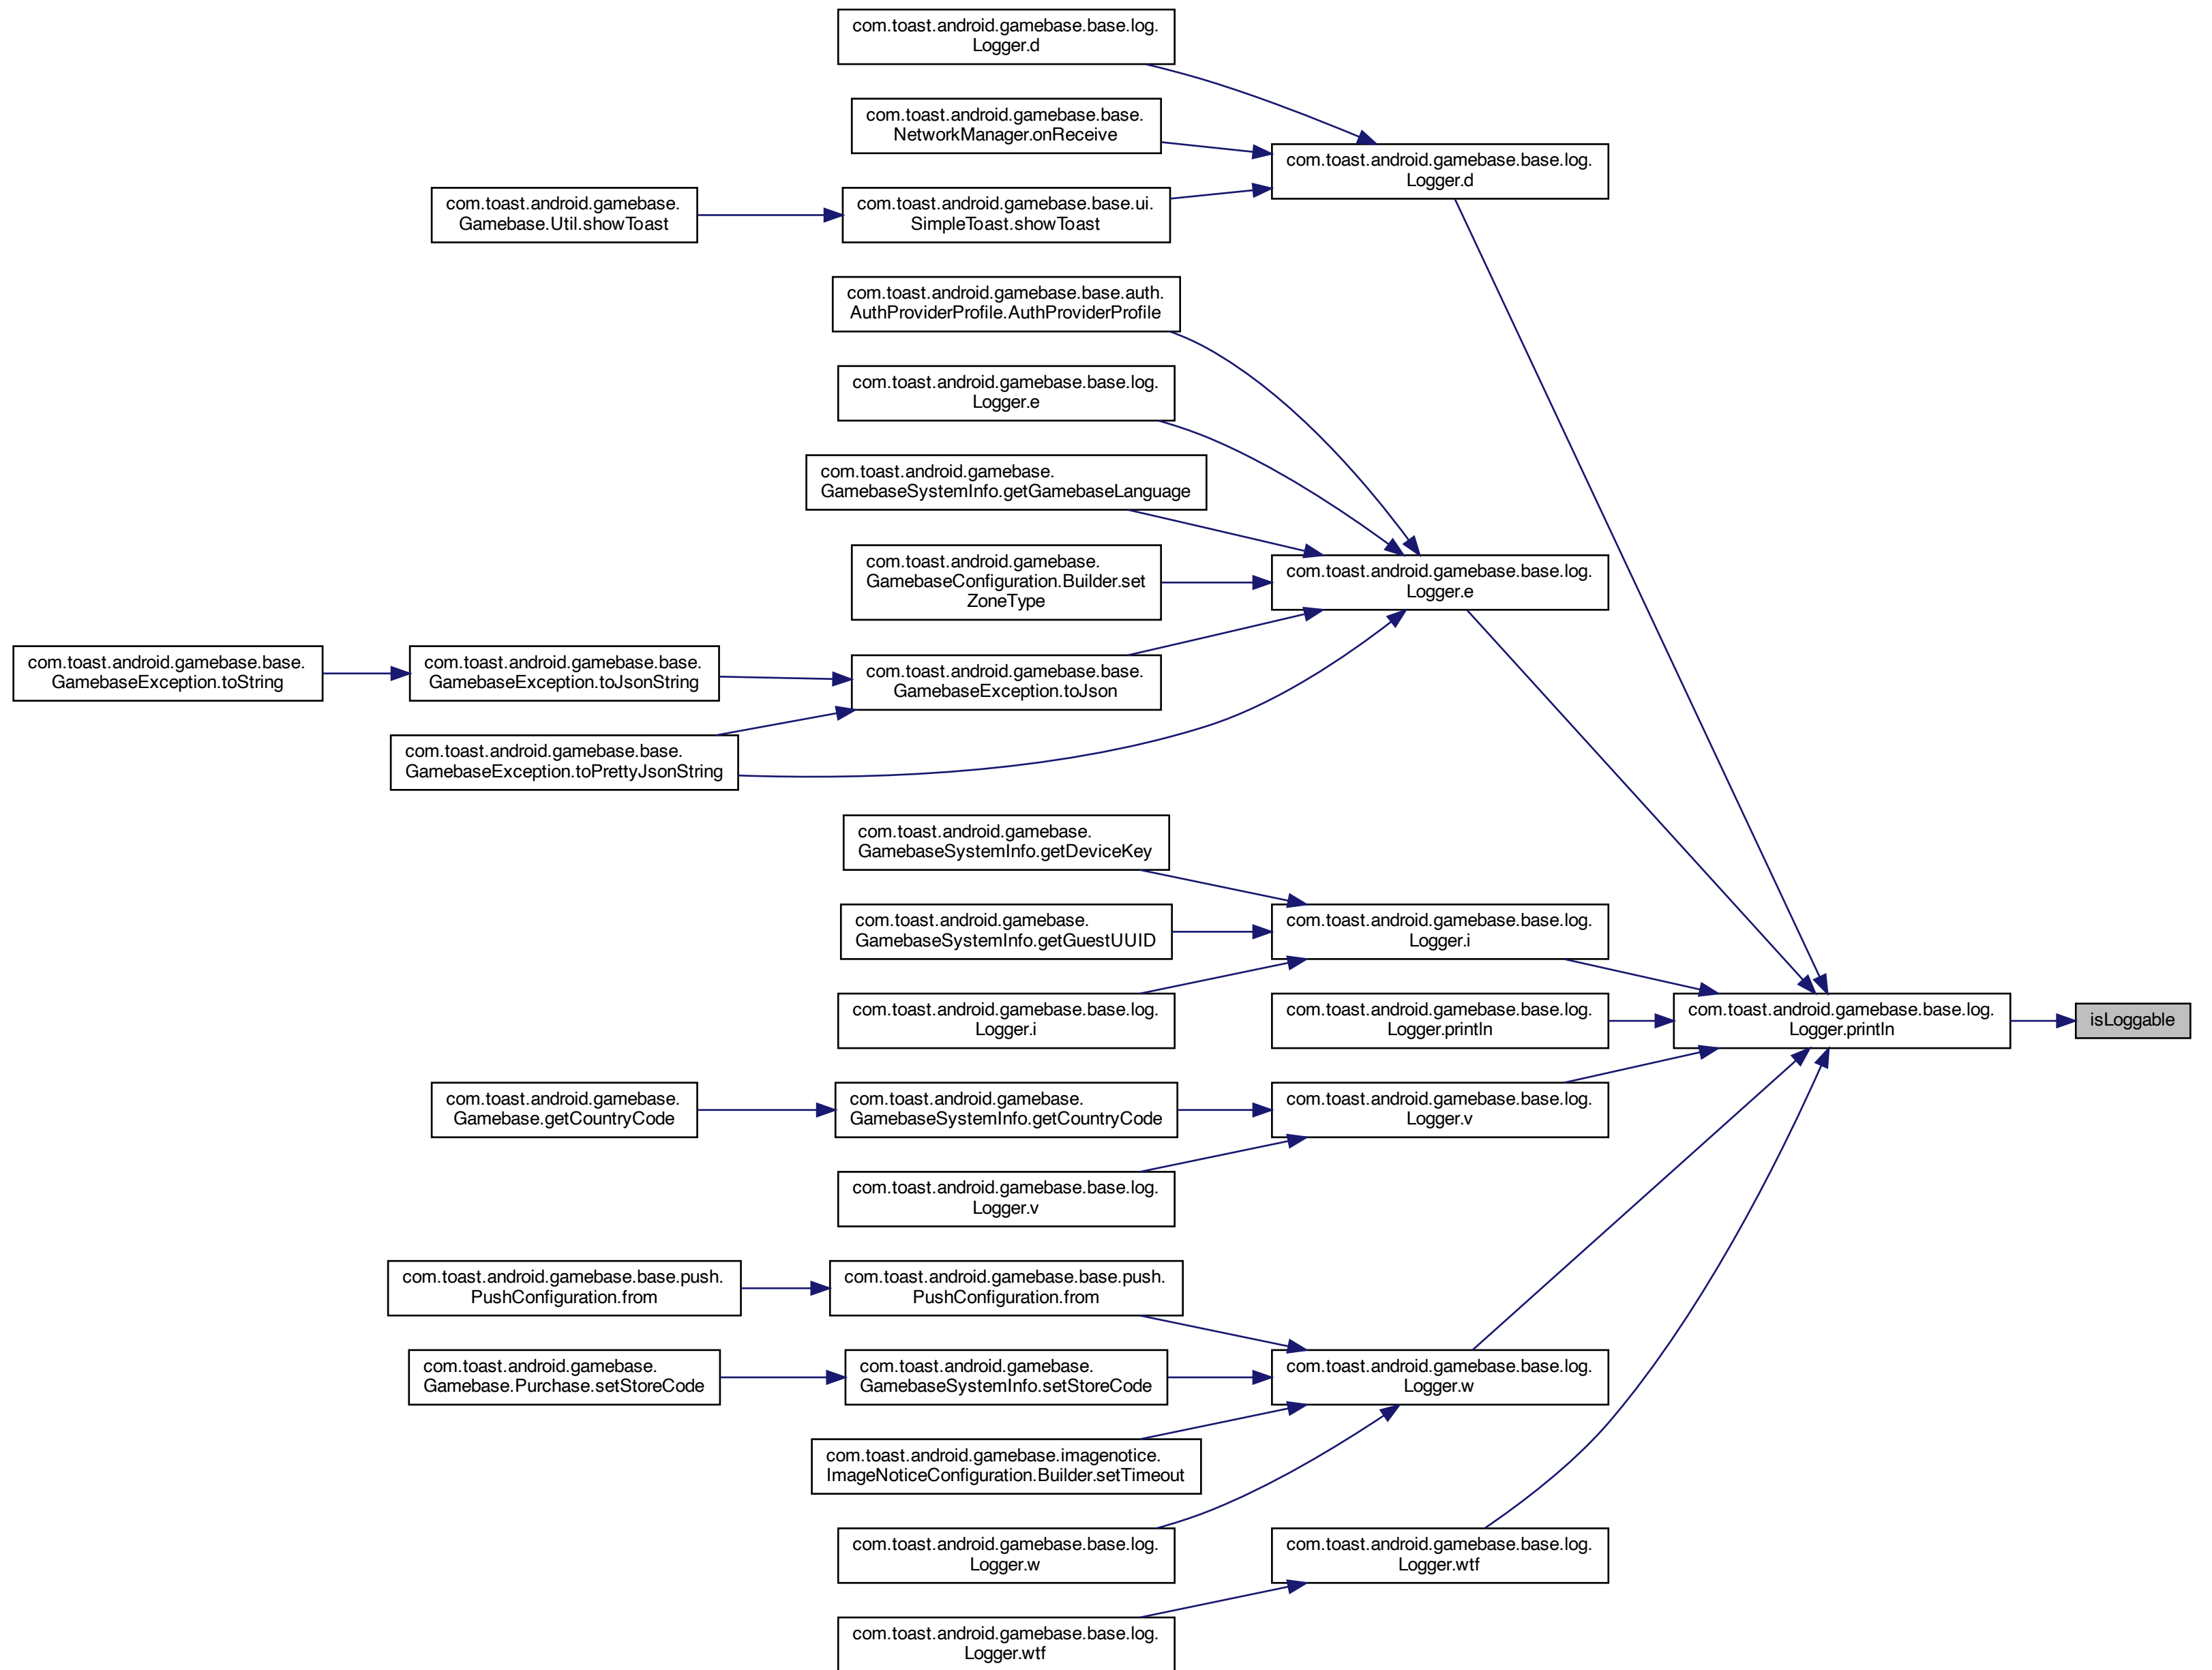 com.toast.android.gamebase.base.log.
Logger.d
com.toast.android.gamebase.base.
NetworkManager.onReceive
com.toast.android.gamebase.base.log.
Logger.d
com.toast.android.gamebase.
Gamebase.Util.showToast
com.toast.android.gamebase.base.ui.
SimpleToast.showToast
com.toast.android.gamebase.base.auth.
AuthProviderProfile.AuthProviderProfile
com.toast.android.gamebase.base.log.
Logger.e
com.toast.android.gamebase.
GamebaseSystemInfo.getGamebaseLanguage
com.toast.android.gamebase.
GamebaseConfiguration.Builder.set
ZoneType
com.toast.android.gamebase.base.log.
Logger.e
com.toast.android.gamebase.base.
GamebaseException.toString
com.toast.android.gamebase.base.
GamebaseException.toJsonString
com.toast.android.gamebase.base.
GamebaseException.toJson
com.toast.android.gamebase.base.
GamebaseException.toPrettyJsonString
com.toast.android.gamebase.
GamebaseSystemInfo.getDeviceKey
com.toast.android.gamebase.
GamebaseSystemInfo.getGuestUUID
com.toast.android.gamebase.base.log.
Logger.i
com.toast.android.gamebase.base.log.
Logger.i
com.toast.android.gamebase.base.log.
Logger.println
com.toast.android.gamebase.base.log.
Logger.println
isLoggable
com.toast.android.gamebase.
Gamebase.getCountryCode
com.toast.android.gamebase.
GamebaseSystemInfo.getCountryCode
com.toast.android.gamebase.base.log.
Logger.v
com.toast.android.gamebase.base.log.
Logger.v
com.toast.android.gamebase.base.push.
PushConfiguration.from
com.toast.android.gamebase.base.push.
PushConfiguration.from
com.toast.android.gamebase.
Gamebase.Purchase.setStoreCode
com.toast.android.gamebase.
GamebaseSystemInfo.setStoreCode
com.toast.android.gamebase.base.log.
Logger.w
com.toast.android.gamebase.imagenotice.
ImageNoticeConfiguration.Builder.setTimeout
com.toast.android.gamebase.base.log.
Logger.w
com.toast.android.gamebase.base.log.
Logger.wtf
com.toast.android.gamebase.base.log.
Logger.wtf